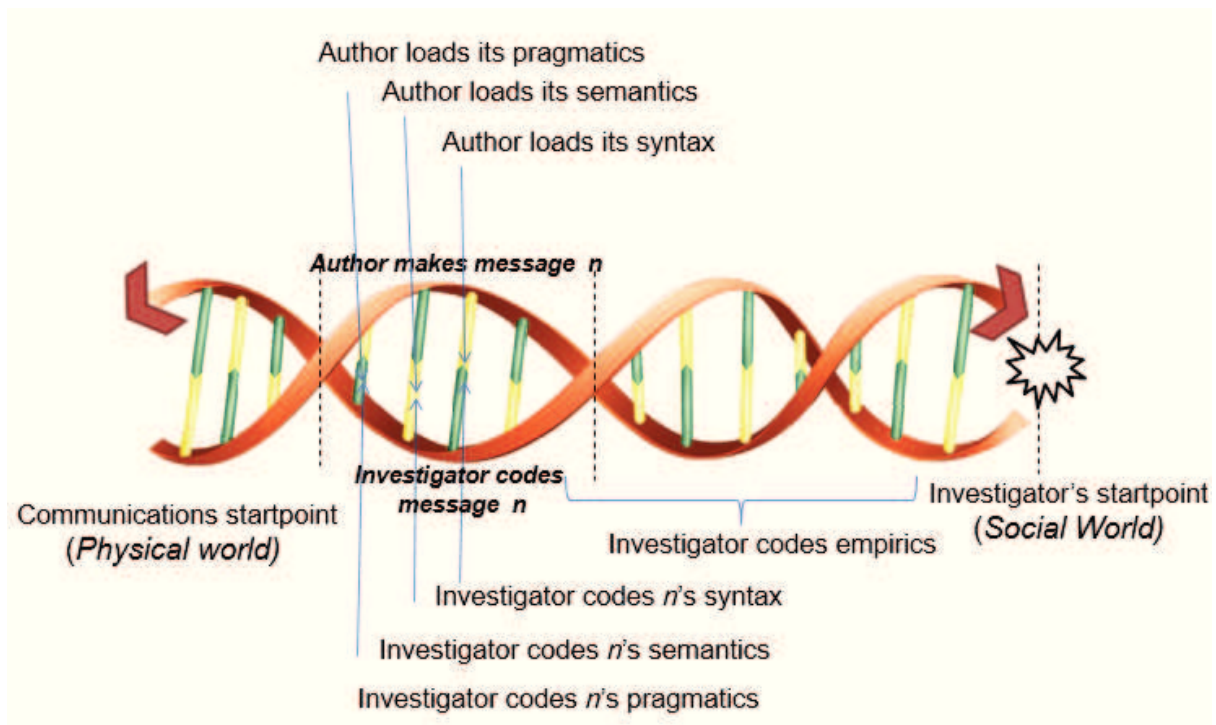 Author loads its pragmatics
Author loads its semantics
Author loads its syntax
Author makes message n
Investigator codes
message n
Communications startpoint
(Physical world)
Investigator's startpoint
(Social World)
Investigator codes empirics
Investigator codes n's syntax
Investigator codes n's semantics
Investigator codes n's pragmatics